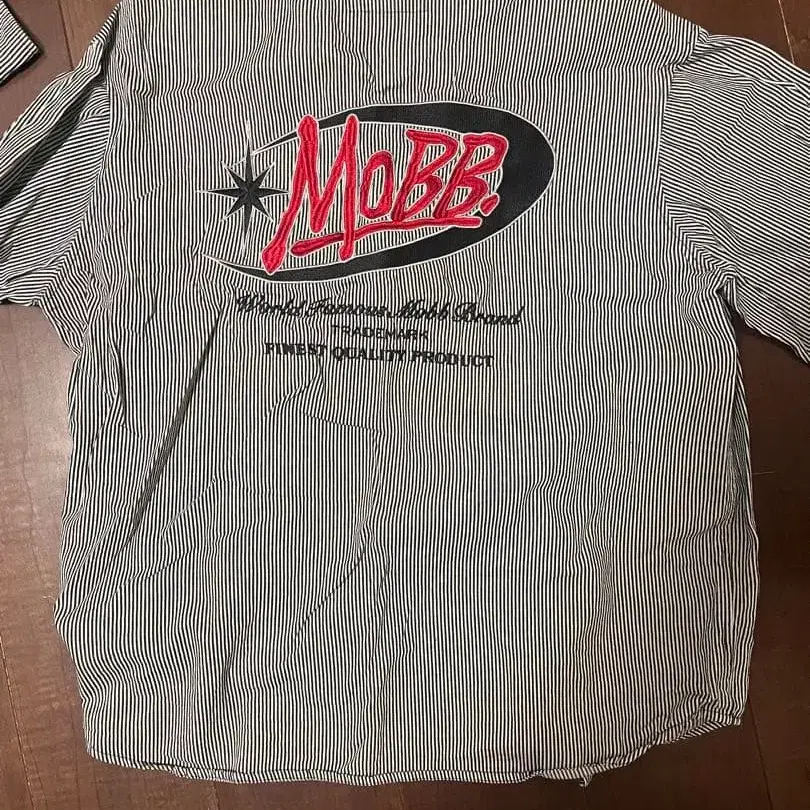 MOBB.
World Famous Mobb Brand
TRADEMARK
FINEST QUALITY PRODUCT